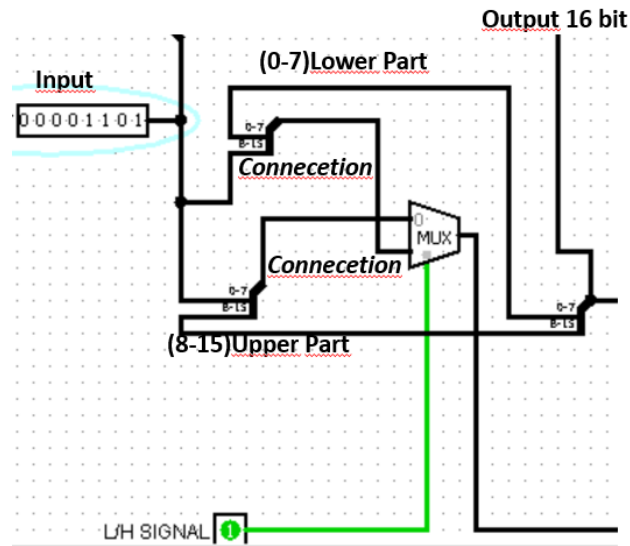 Output 16 bit
(0-7)Lower Part
Input
0 0 0 0 1 1 0 1
0-7
8-15
Connecetion
0
MUX
Connecetion
0-7
8-15
0-7
8-15
(8-15)Upper Part
L/H SIGNAL 1